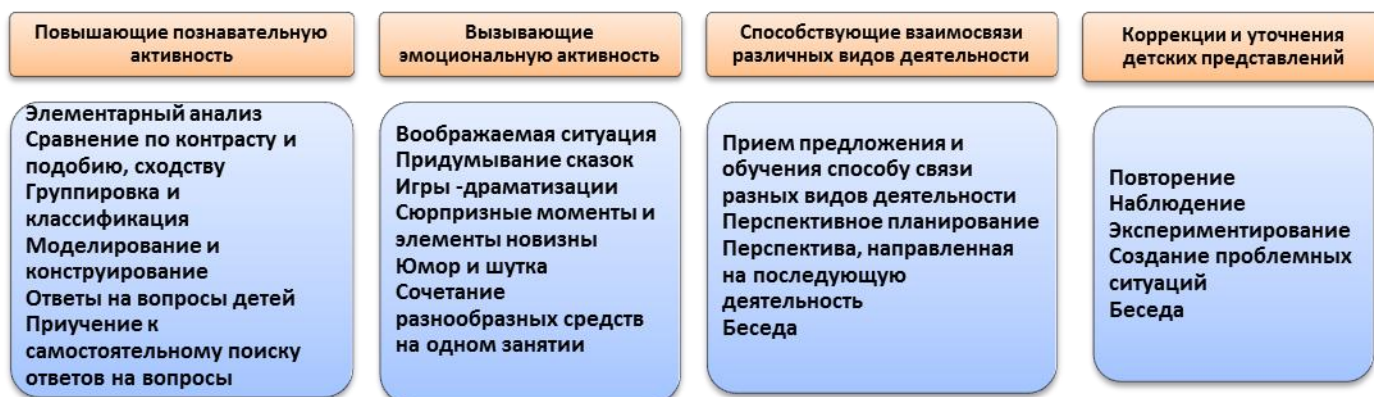 Повышающие познавательную
активность
Элементарный анализ
Сравнение по контрасту и
подобию, сходству
Группировка и
классификация
Моделирование и
конструирование
Ответы на вопросы детей
Приучение к
самостоятельному поиску
ответов на вопросы
Вызывающие
эмоциональную активность
Воображаемая ситуация
Придумывание сказок
Игры -драматизации
Сюрпризные моменты и
элементы новизны
Юмор и шутка
Сочетание
разнообразных средств
на одном занятии
Способствующие взаимосвязи
различных видов деятельности
Прием предложения и
обучения способу связи
разных видов деятельности
Перспективное планирование
Перспектива, направленная
на последующую
деятельность
Беседа
Коррекции и уточнения
детских представлений
Повторение
Наблюдение
Экспериментирование
Создание проблемных
ситуаций
Беседа